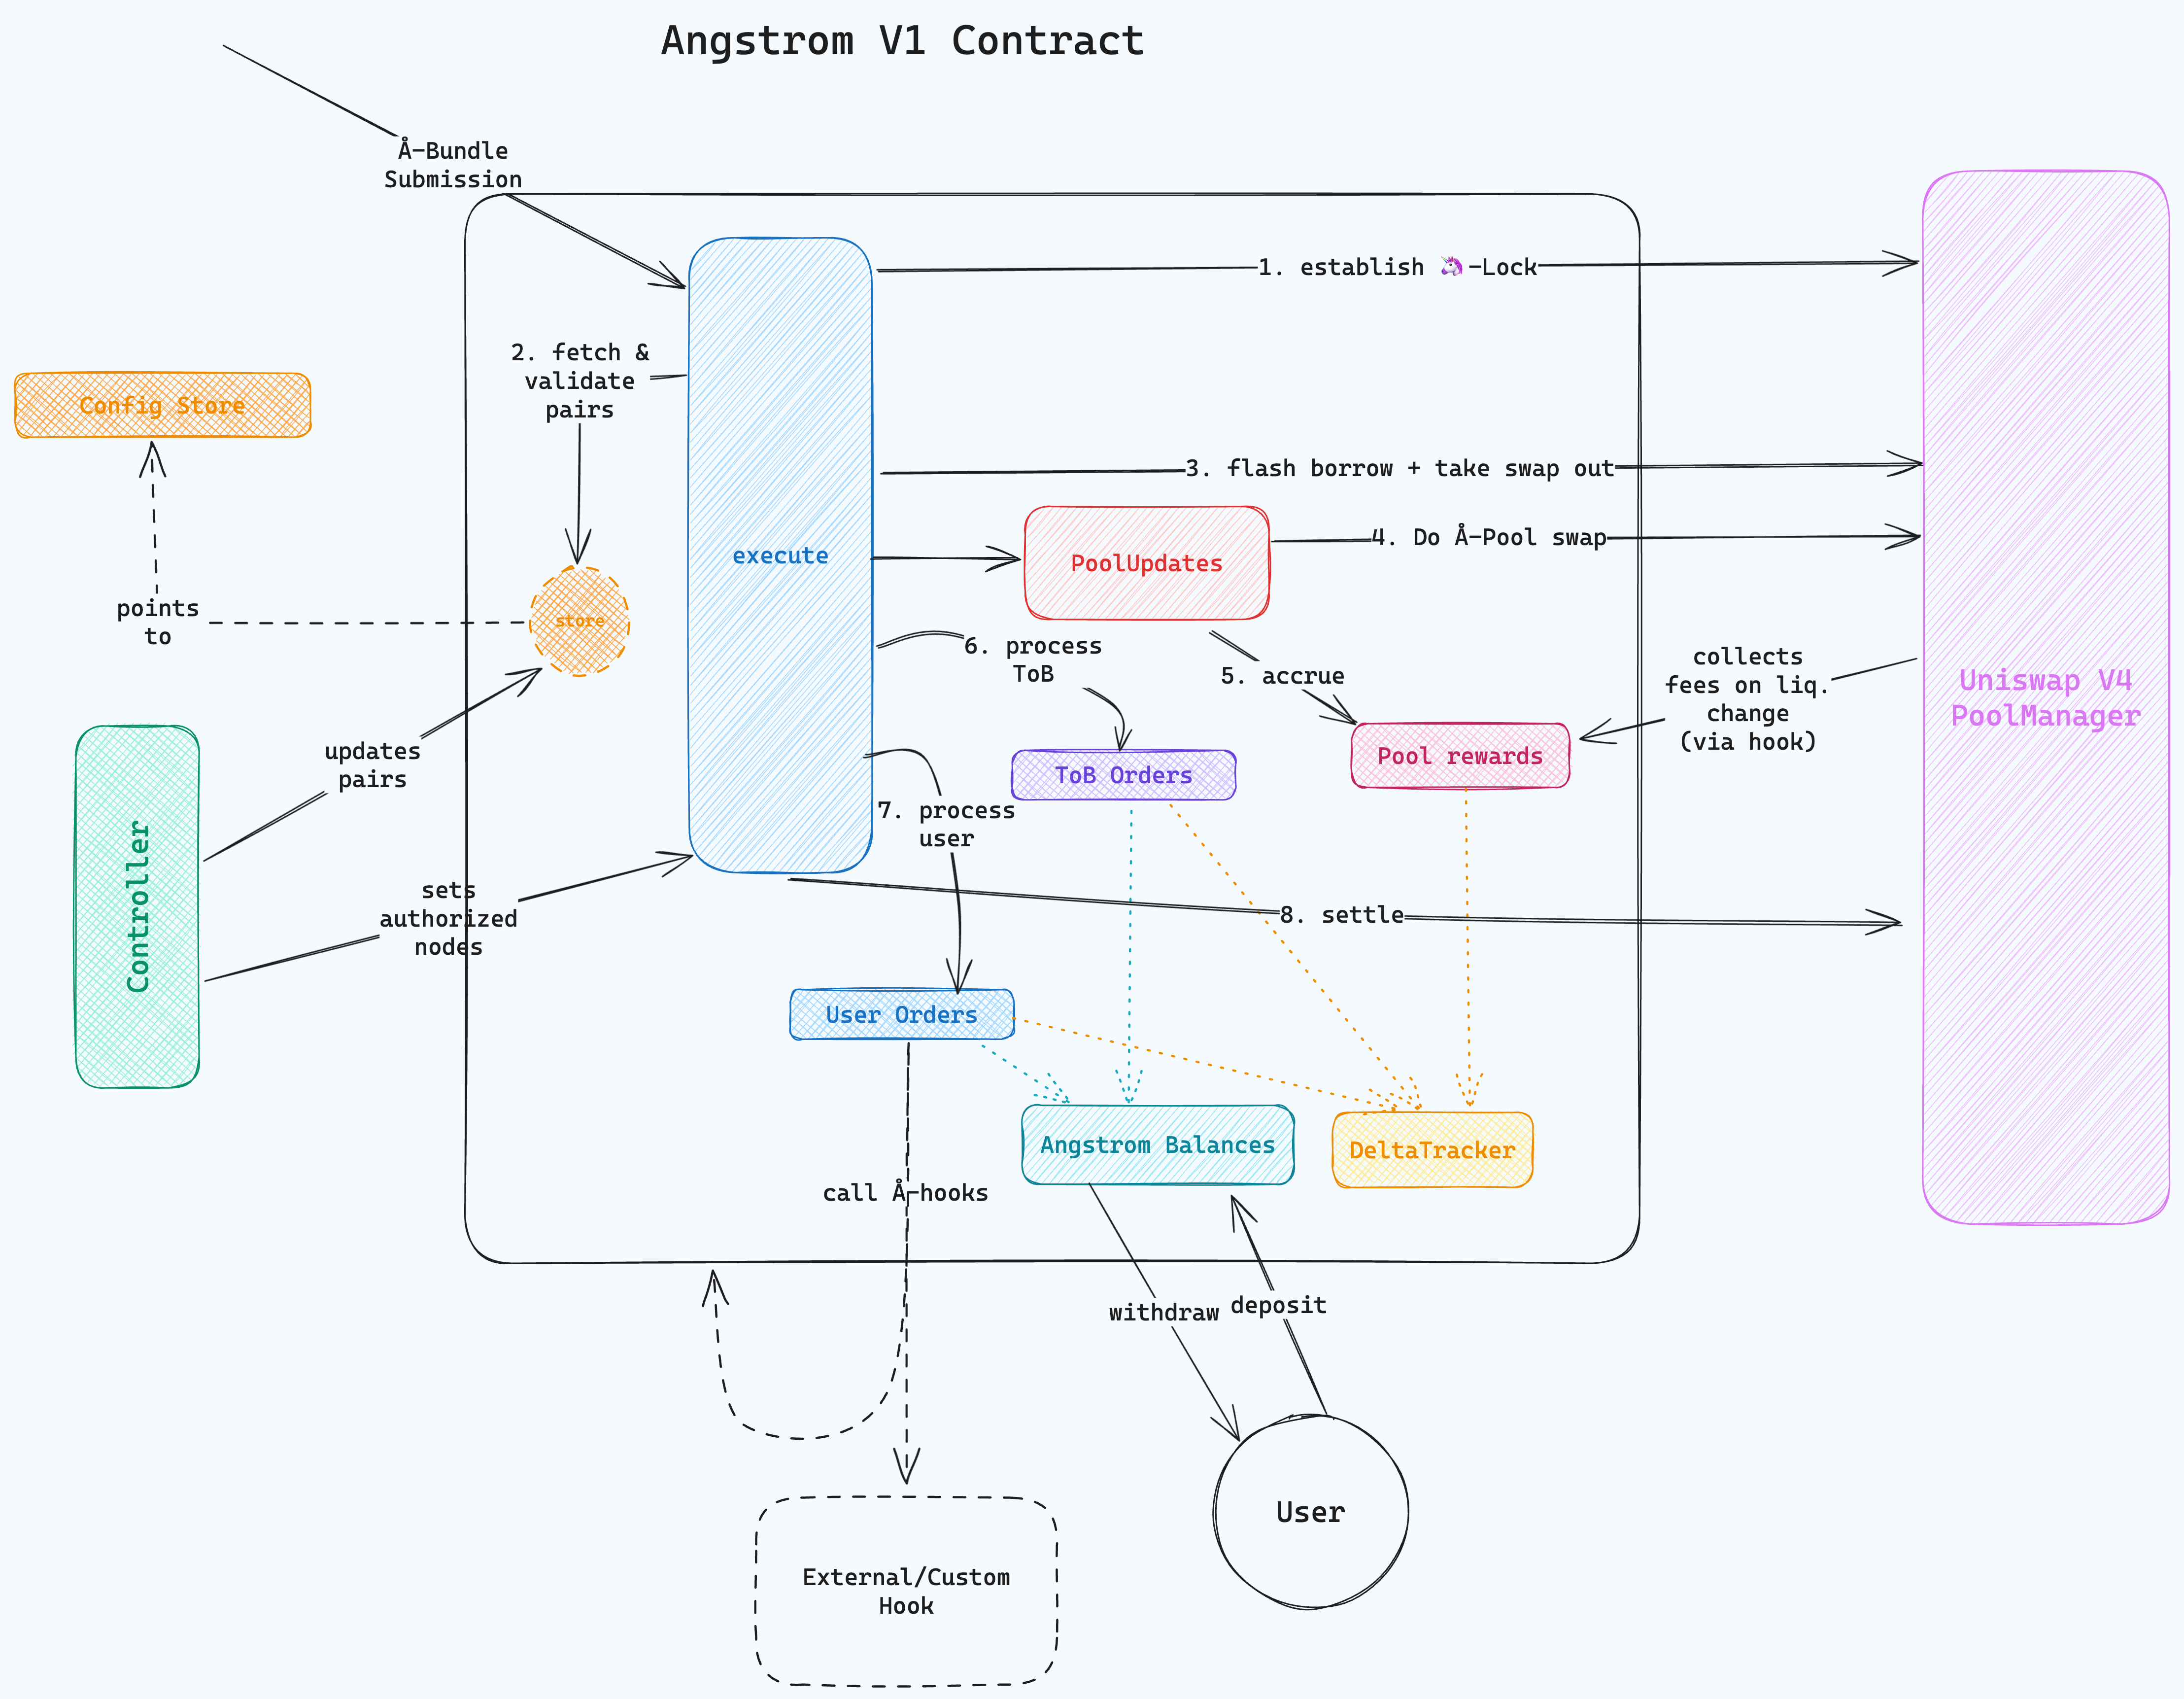 Angstrom V1 Contract
Å-Bundle
Submission
1. establish 🦄-Lock
2. fetch &
validate
pairs
Config Store
3. flash borrow + take swap out
4. Do Å-Pool swap
execute
PoolUpdates
points
to
store
6. process
ToB
5. accrue
collects
fees on liq.
change
(via hook)
Uniswap V4
PoolManager
updates
pairs
Pool rewards
ToB Orders
7. process
user
Controller
sets
authorized
nodes
8. settle
User Orders
Angstrom Balances
DeltaTracker
call Å-hooks
withdraw
deposit
User
External/Custom
Hook